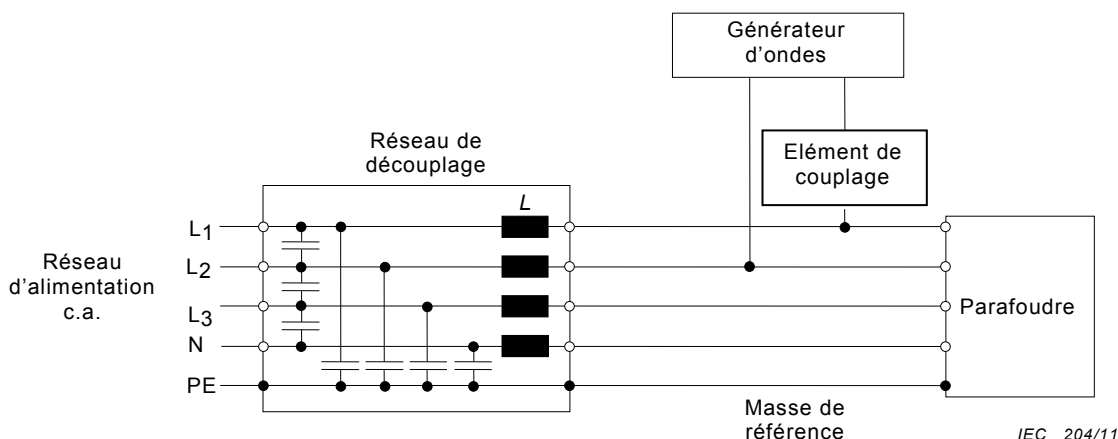 Générateur
d'ondes
Réseau de
découplage
Elément de
couplage
L
L1
L2
L3
N
PE
Réseau
d'alimentation
c.a.
Parafoudre
Masse de
référence
IEC 204/11